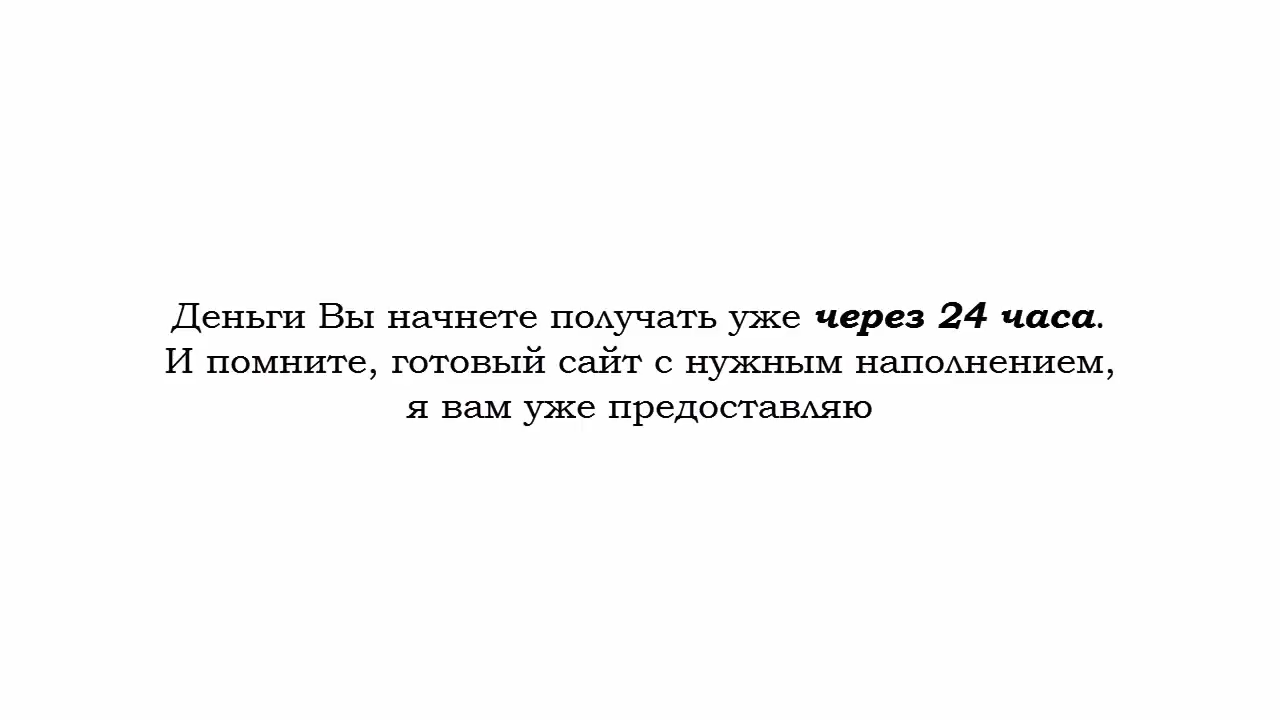 Деньги Вы начнете получать уже через 24 часа.
И помните, готовый сайт с нужным наполнением,
я вам уже предоставляю